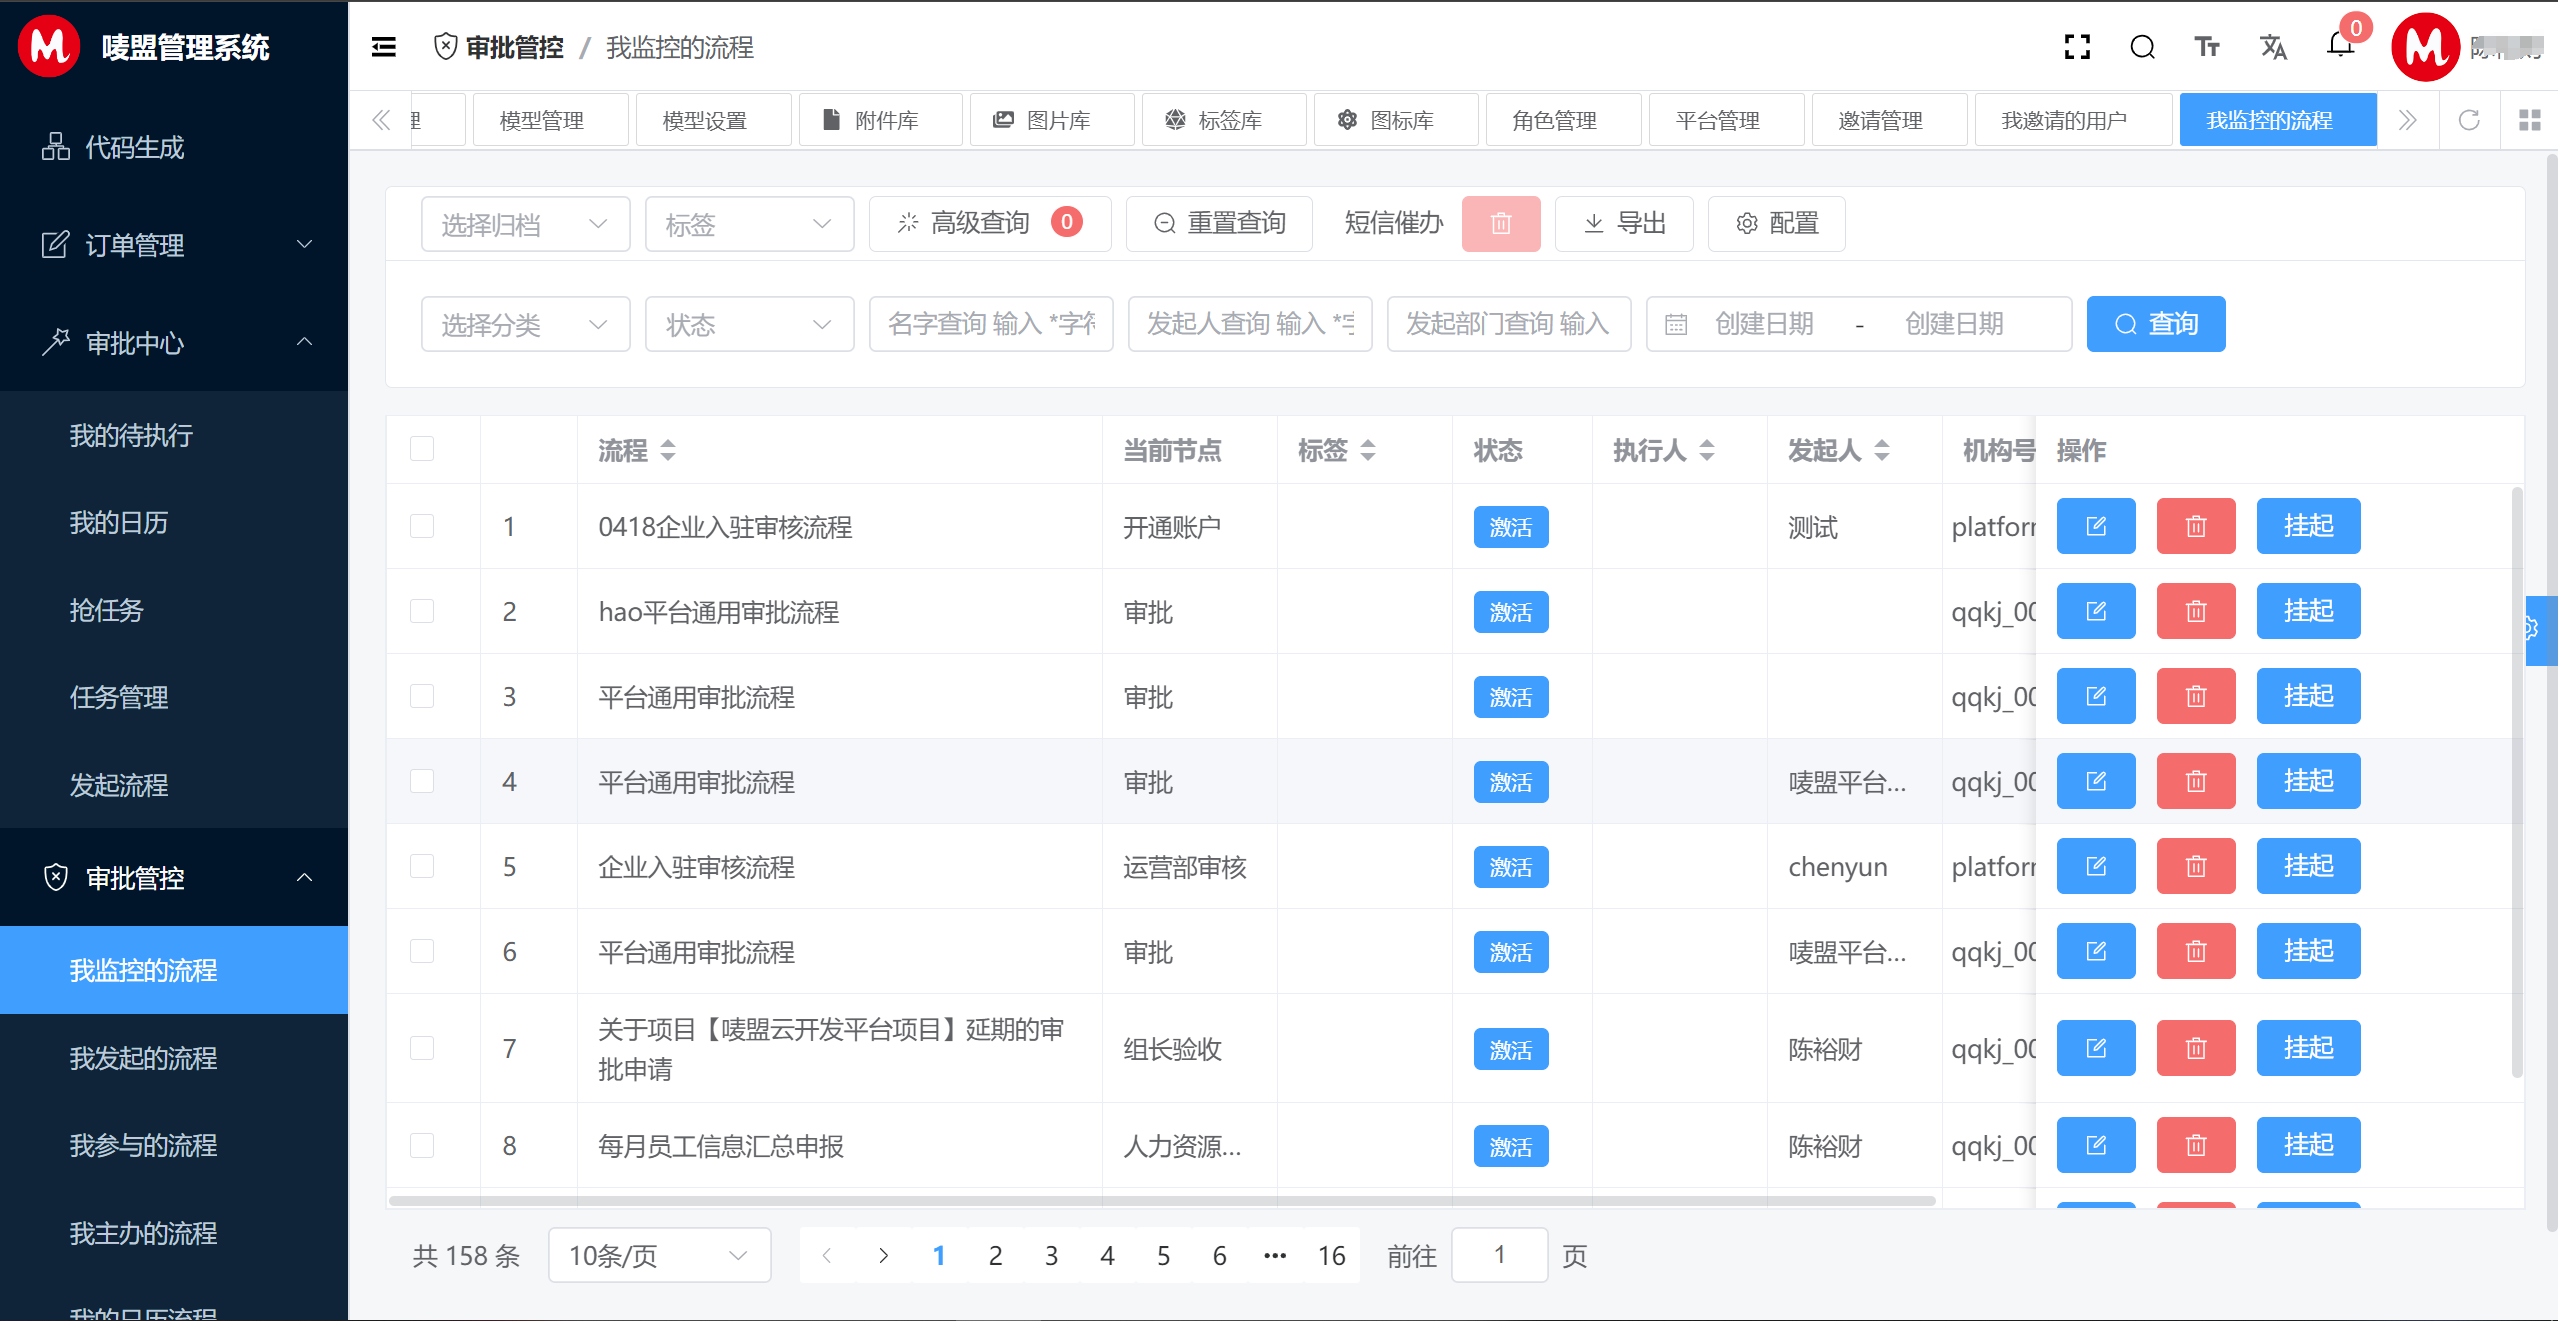 唛盟管理系统
代码生成
订单管理
审批中心
我的待执行
我的日历
抢任务
任务管理
发起流程
审批管控
我监控的流程
我发起的流程
我参与的流程
我主办的流程
我的日历流程
审批管控 / 我监控的流程
0
模型管理 模型设置 附件库 图片库 标签库 图标库 角色管理 平台管理 邀请管理 我邀请的用户 我监控的流程
选择归档 标签 高级查询 0 重置查询 短信催办 导出 配置
选择分类 状态 名字查询 输入 *字符 发起人查询 输入 * 发起部门查询 输入 创建日期 - 创建日期 查询
流程 当前节点 标签 状态 执行人 发起人 机构号 操作
1 0418企业入驻审核流程 开通账户 激活 测试 platfor 挂起
2 hao平台通用审批流程 审批 激活 qqkj_00 挂起
3 平台通用审批流程 审批 激活 qqkj_00 挂起
4 平台通用审批流程 审批 激活 唛盟平台... qqkj_00 挂起
5 企业入驻审核流程 运营部审核 激活 chenyun platfor 挂起
6 平台通用审批流程 审批 激活 唛盟平台... qqkj_00 挂起
7 关于项目【唛盟云开发平台项目】延期的审
批申请 组长验收 激活 陈裕财 qqkj_00 挂起
8 每月员工信息汇总申报 人力资源... 激活 陈裕财 qqkj_00 挂起
共 158 条 10条/页 1 2 3 4 5 6 ••• 16 前往 1 页